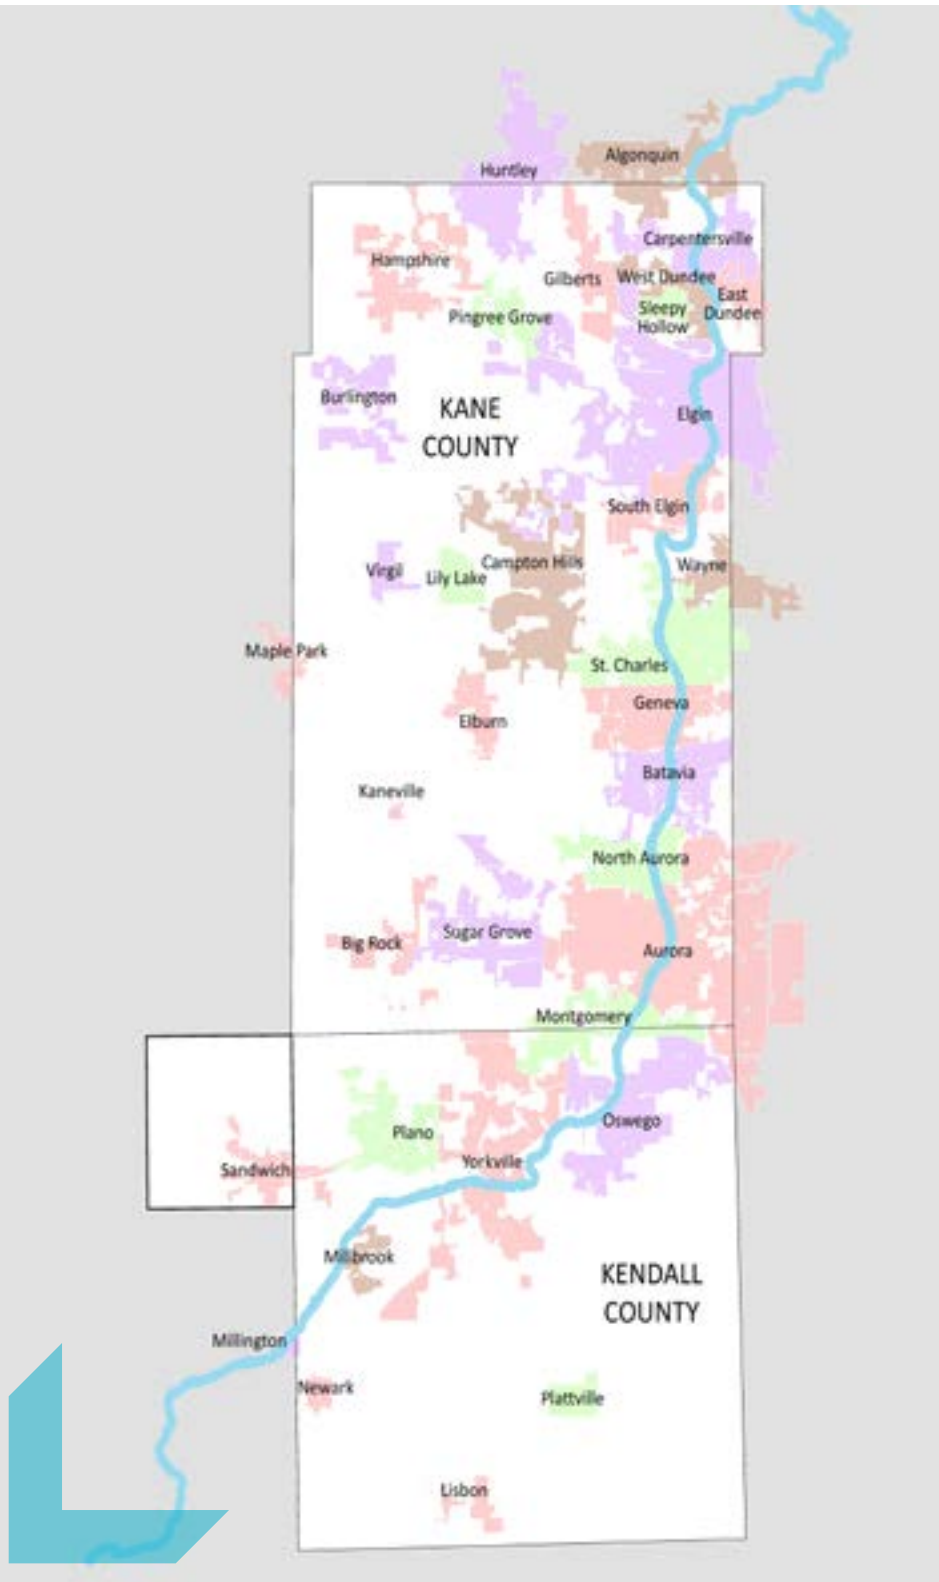 Algonquin
Huntley
Carpentersville
Hampshire
Gilberts
West Dundee
East
Dundee
Sleepy
Hollow
Pingree Grove
Burlington
KANE
COUNTY
Elgin
South Elgin
Campton Hills
Wayne
Virgil
Lily Lake
Maple Park
St. Charles
Geneva
Elburn
Batavia
Kaneville
North Aurora
Sugar Grove
Big Rock
Aurora
Montgomery
Oswego
Plano
Yorkville
Sandwich
Millbrook
KENDALL
COUNTY
Millington
Newark
Plattville
Lisbon